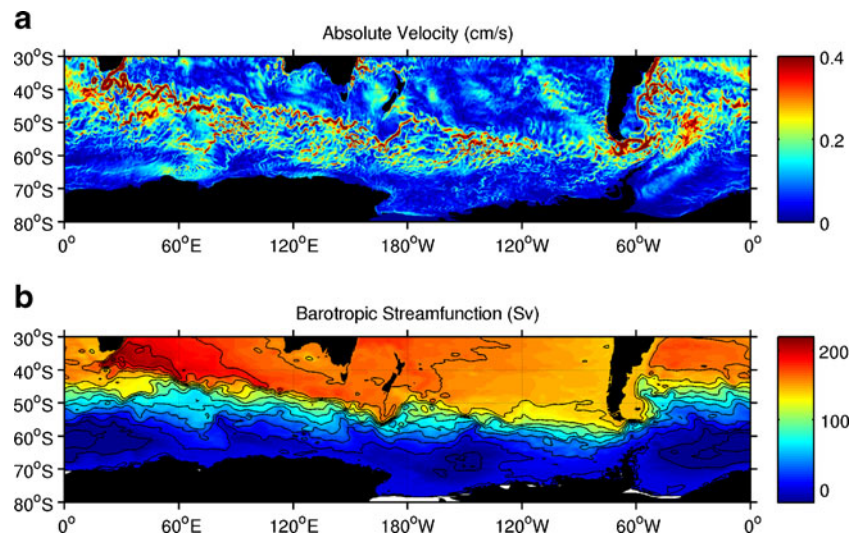 a
Absolute Velocity (cm/s)
30°S
40°S
50°S
60°S
70°S
80°S
0° 60°E 120°E 180°W 120°W 60°W 0°
0.4
0.2
0
b
Barotropic Streamfunction (Sv)
30°S
40°S
50°S
60°S
70°S
80°S
0° 60°E 120°E 180°W 120°W 60°W 0°
200
100
0